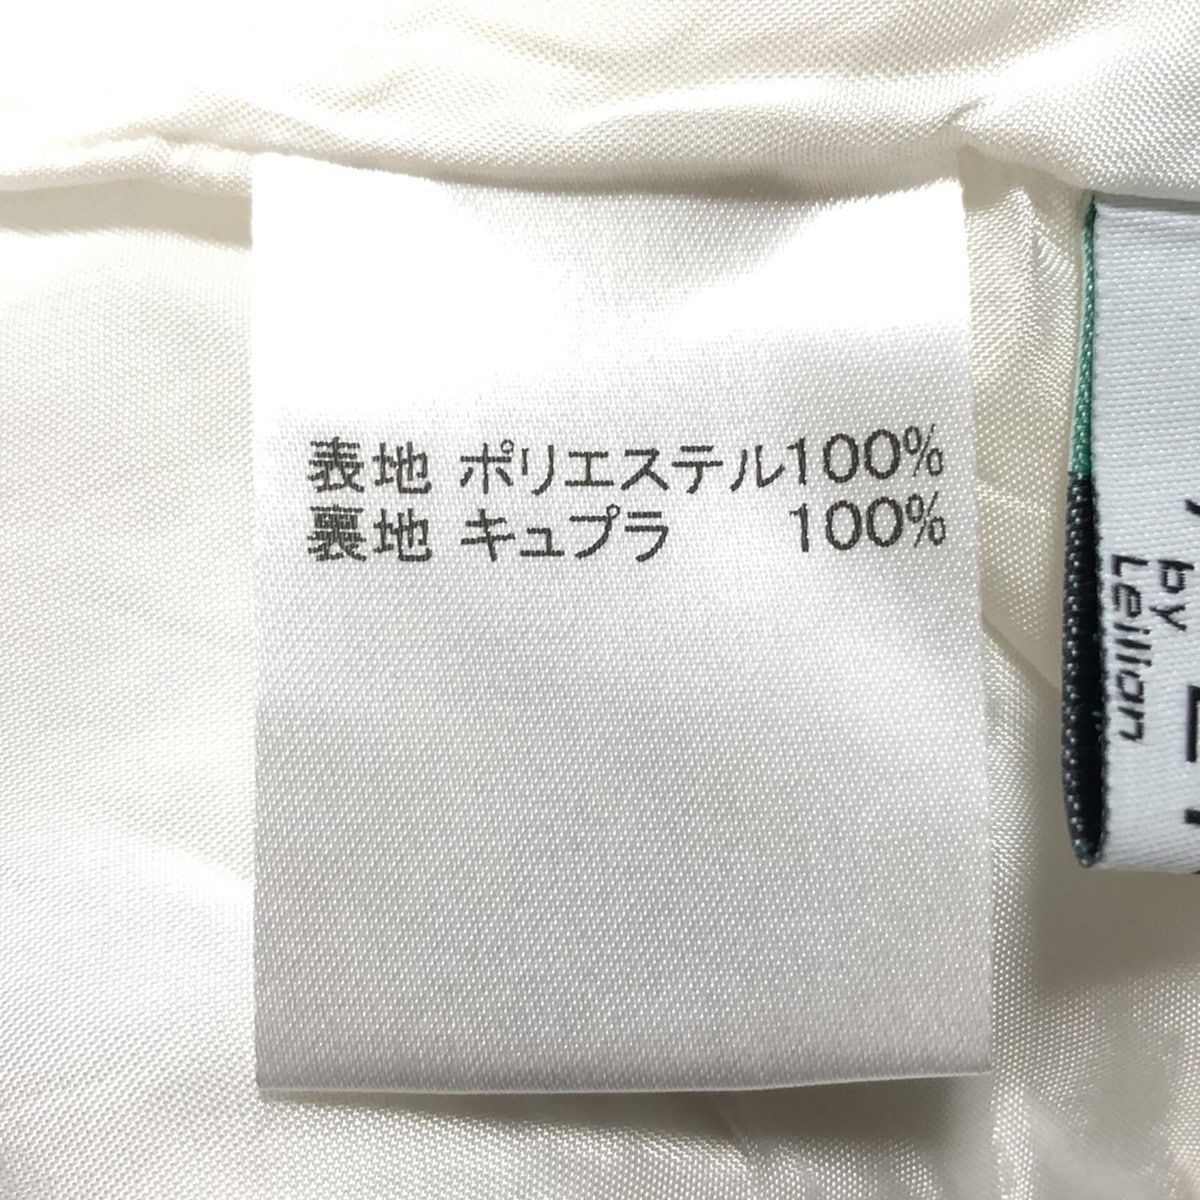 表地 ポリエステル100%
裏地 キュプラ 100%
by
Leilian